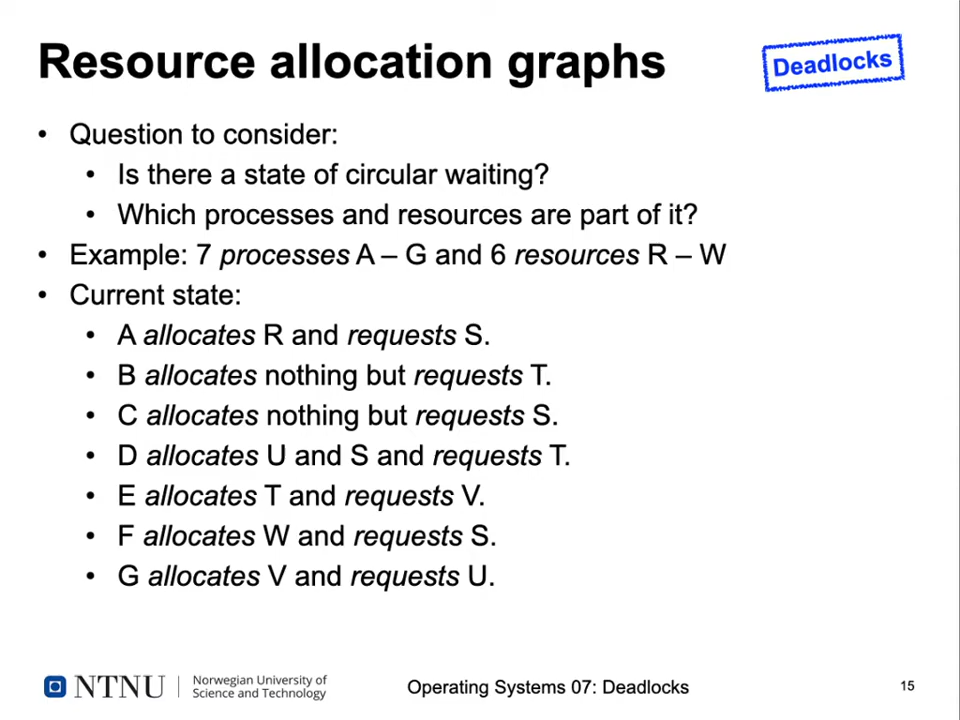 Resource allocation graphs
Deadlocks
• Question to consider:
• Is there a state of circular waiting?
• Which processes and resources are part of it?
• Example: 7 processes A – G and 6 resources R – W
• Current state:
• A allocates R and requests S.
• B allocates nothing but requests T.
• C allocates nothing but requests S.
• D allocates U and S and requests T.
• E allocates T and requests V.
• F allocates W and requests S.
• G allocates V and requests U.
NTNU
Norwegian University of
Science and Technology
Operating Systems 07: Deadlocks
15